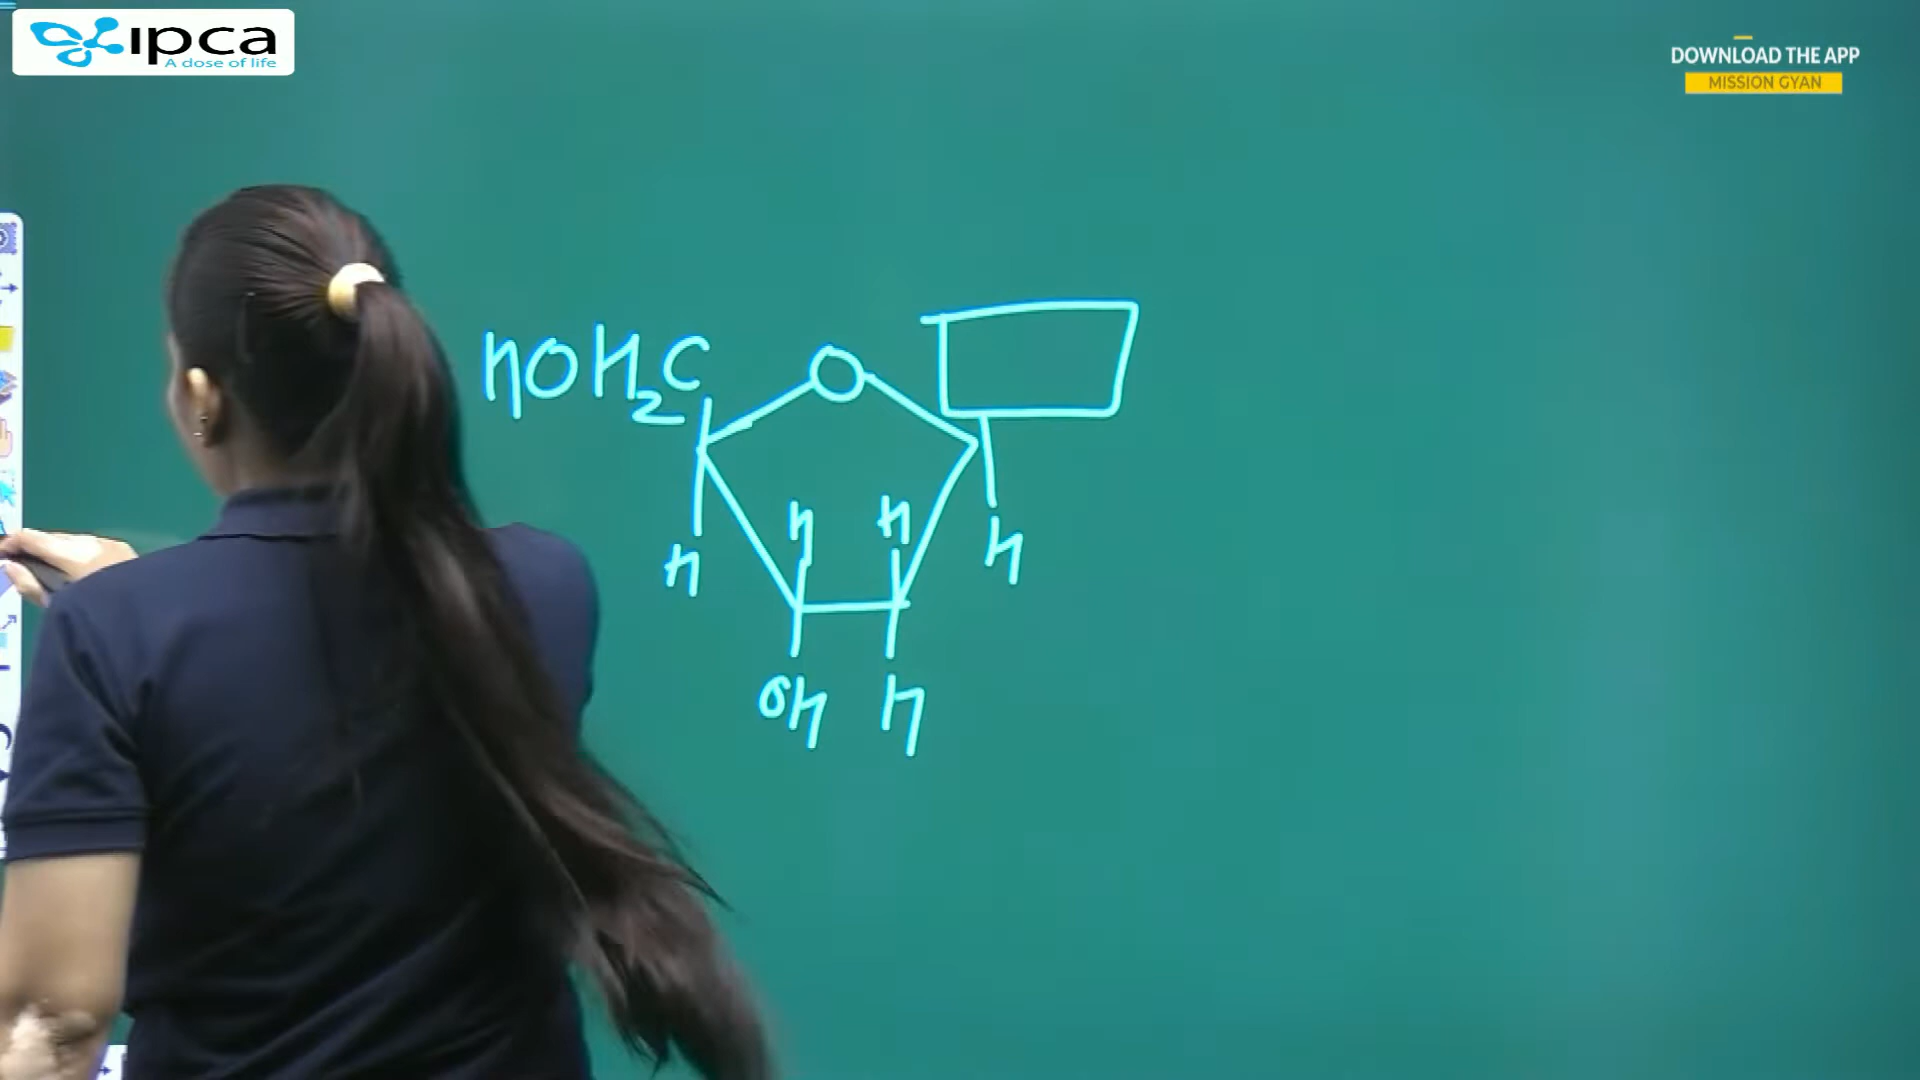 ipca
A dose of life
DOWNLOAD THE APP
MISSION GYAN
HOH₂C O
H H H H
OH H